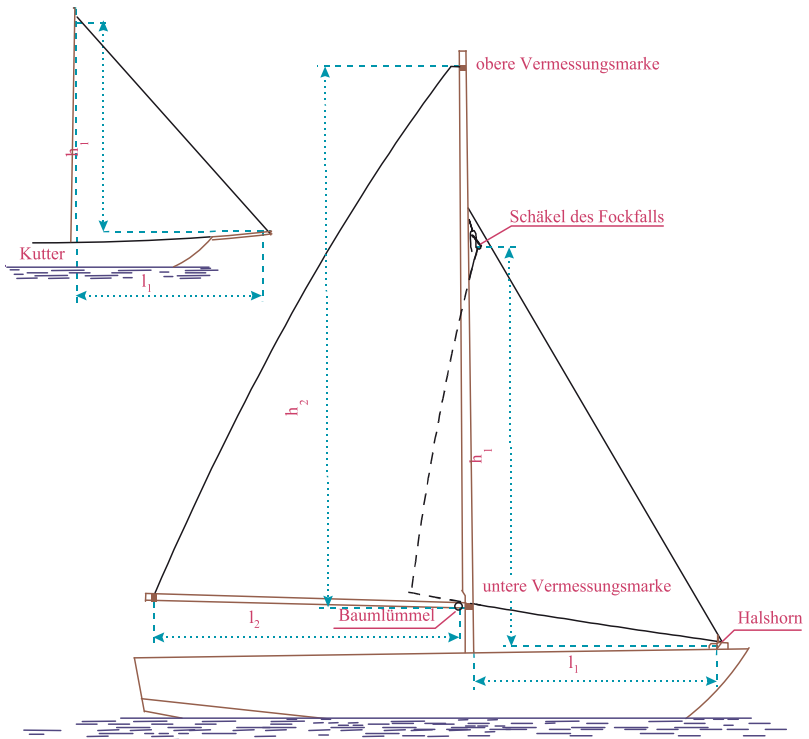 obere Vermessungsmarke
h1
Schäkel des Fockfalls
Kutter
l1
h2
h1
untere Vermessungsmarke
Baumlümmel
l2
Halshorn
l1